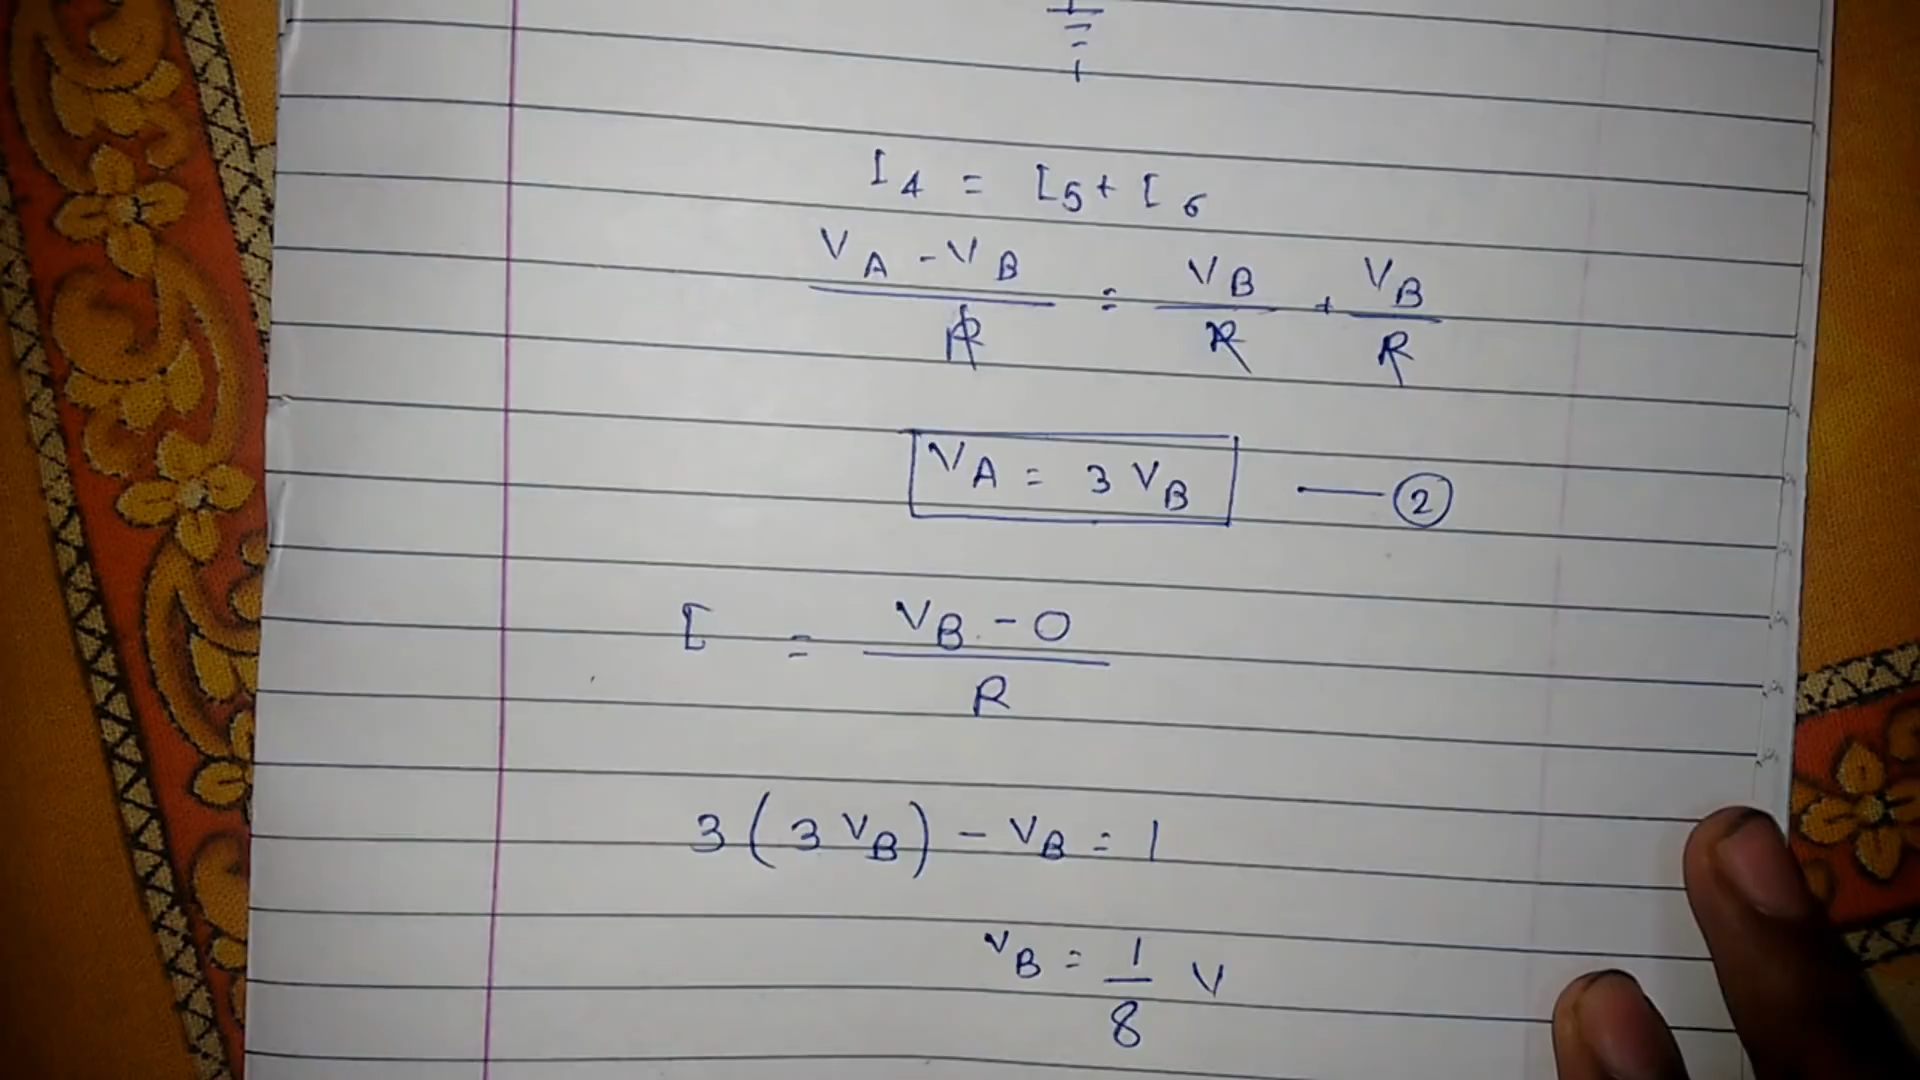 I4 = I5 + I6
VA - VB / R = VB / R + VB / R
VA = 3 VB — 2
I = VB - 0 / R
3 ( 3 VB ) - VB = 1
VB = 1 / 8 V